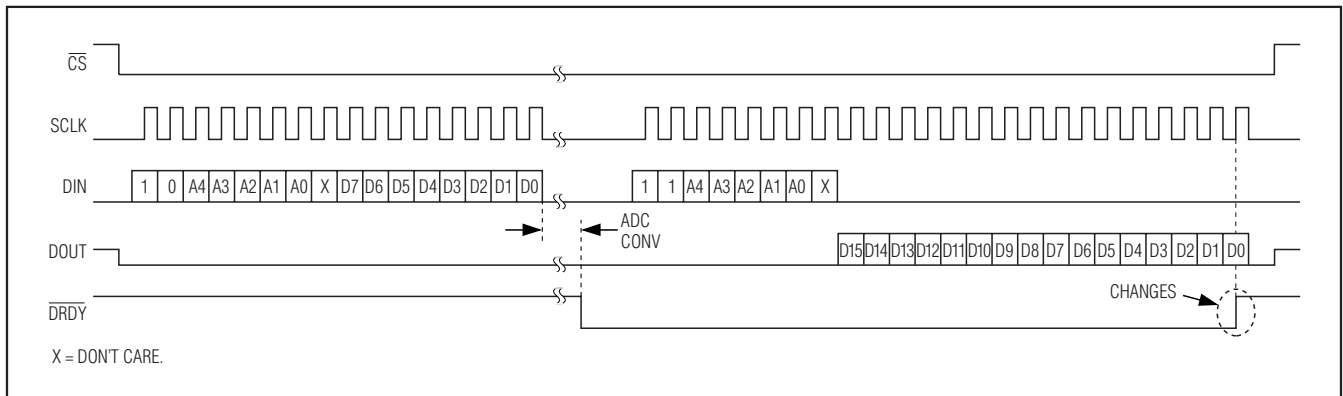 C̅S̅
SCLK
DIN 1 0 A4 A3 A2 A1 A0 X D7 D6 D5 D4 D3 D2 D1 D0 1 1 A4 A3 A2 A1 A0 X
ADC
CONV
DOUT D15 D14 D13 D12 D11 D10 D9 D8 D7 D6 D5 D4 D3 D2 D1 D0
CHANGES
D̅R̅D̅Y̅
X = DON'T CARE.